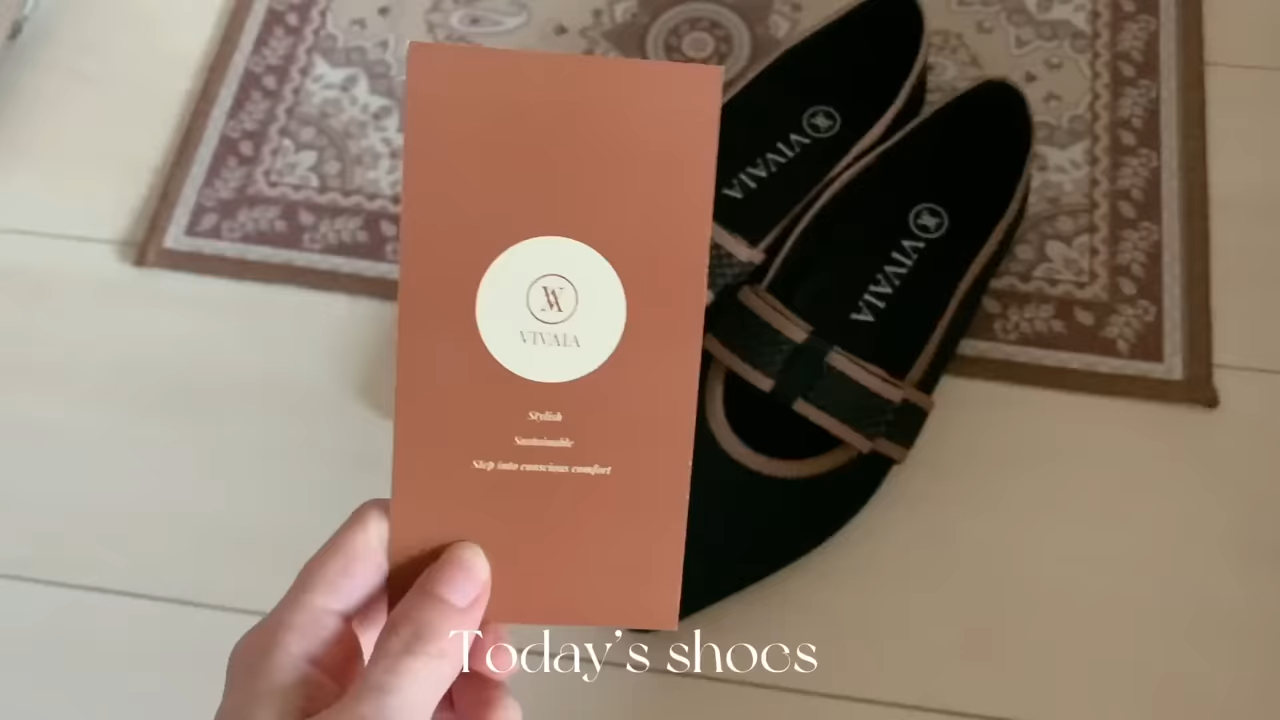 VIVAIA
VIVAIA
VIVAIA
Stylish
Sustainable
Step into conscious comfort
Today's shoes